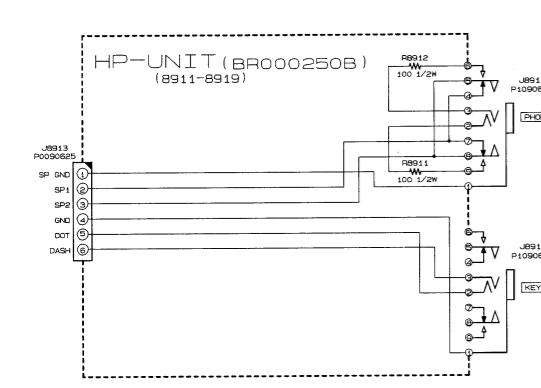 HP-UNIT (BR000250B)
(8911-8919)
R8912
100 1/2W
J891
P10906
PHO
J8913
P0090625
SP GND 1
SP1 2
SP2 3
GND 4
DOT 5
DASH 6
R8911
100 1/2W
J891
P10906
KEY